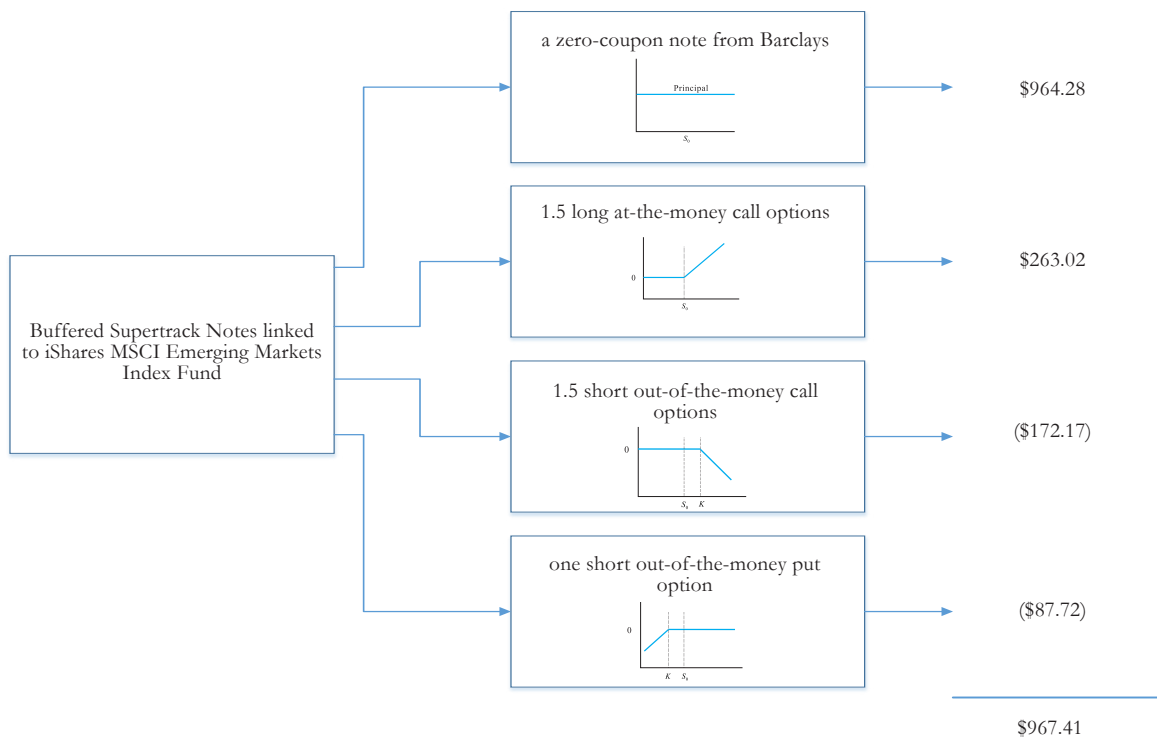 a zero-coupon note from Barclays
Principal
S₀
$964.28
1.5 long at-the-money call options
0
S₀
$263.02
Buffered Supertrack Notes linked
to iShares MSCI Emerging Markets
Index Fund
1.5 short out-of-the-money call
options
0
S₀ K
($172.17)
one short out-of-the-money put
option
0
K S₀
($87.72)
$967.41